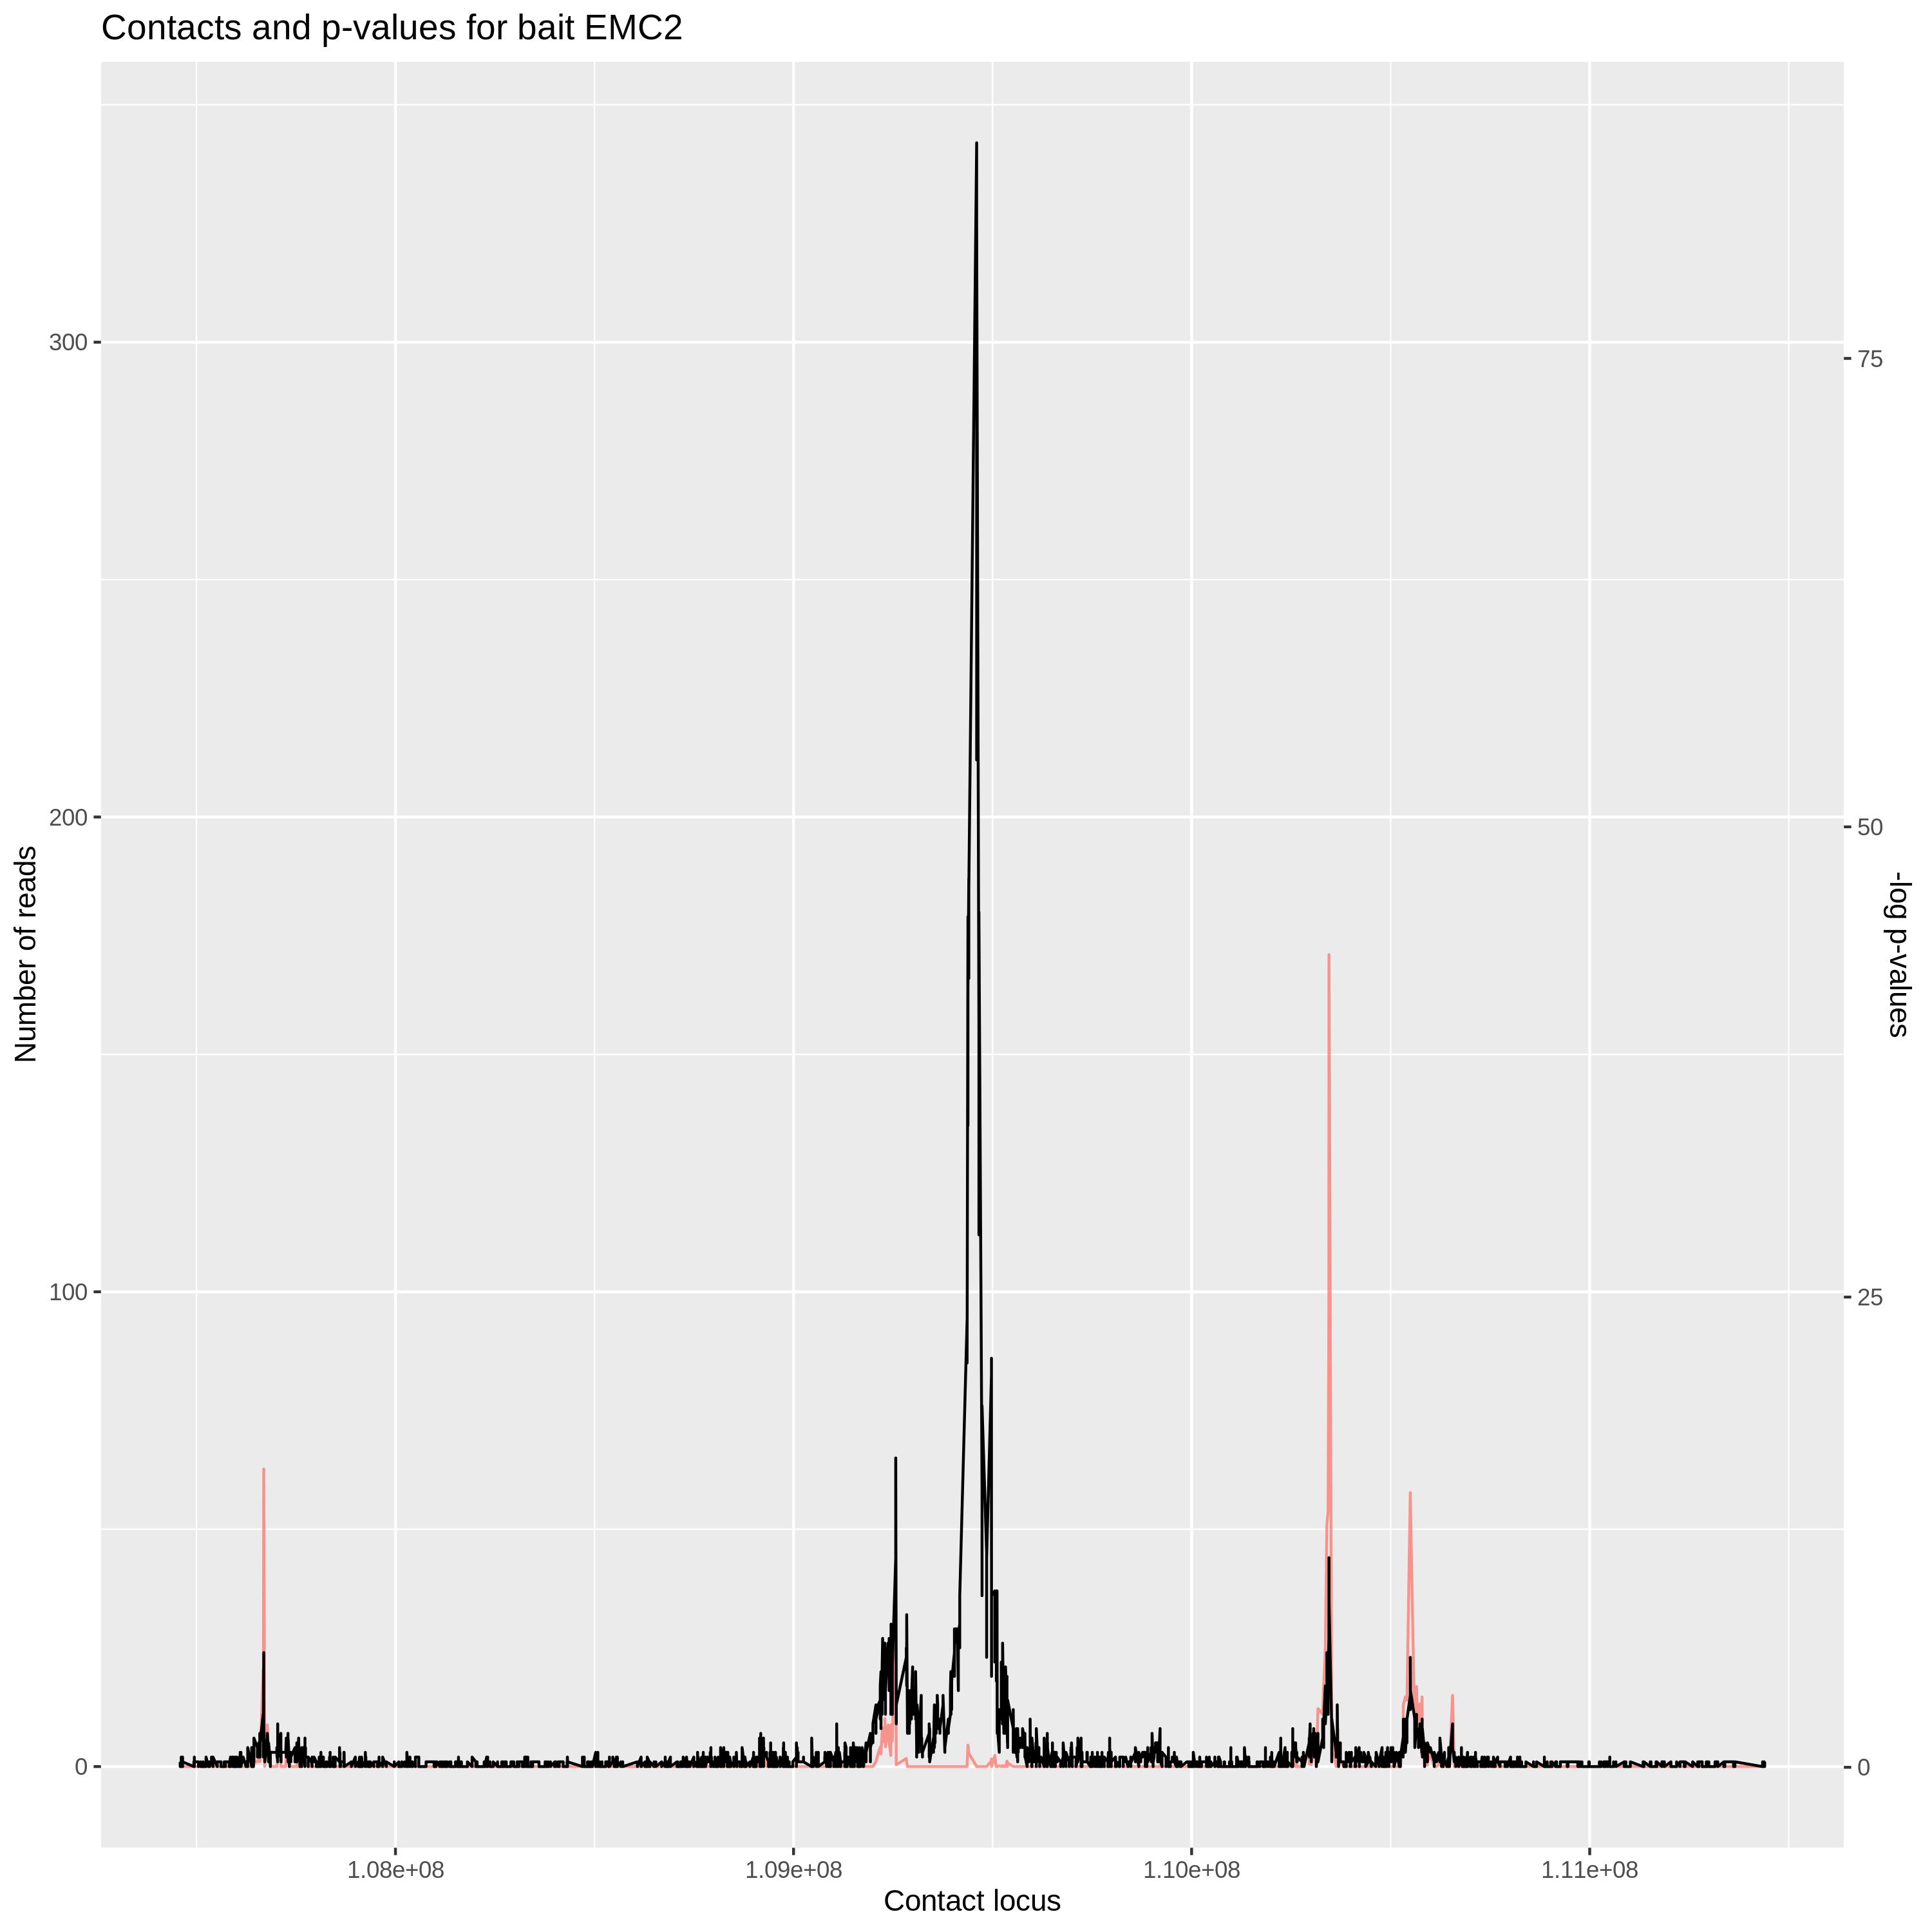 Contacts and p-values for bait EMC2
300
200
100
0
Number of reads
75
50
25
0
-log p-values
1.08e+08
1.09e+08
1.10e+08
1.11e+08
Contact locus